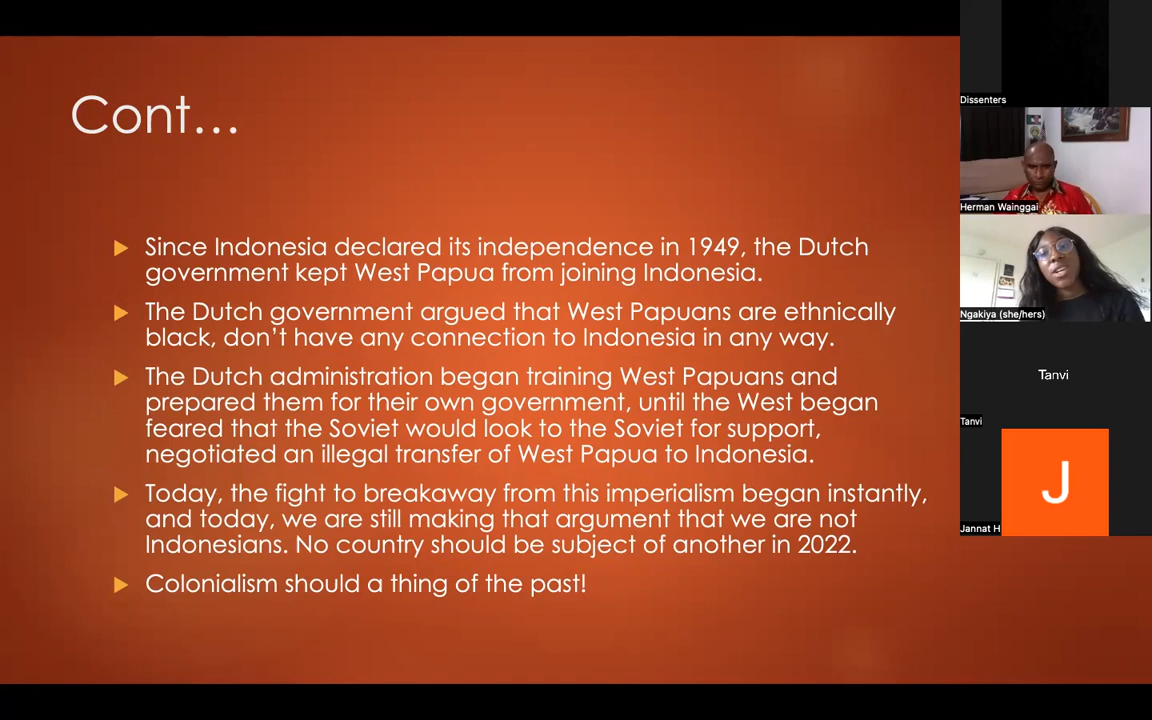 Cont…
Since Indonesia declared its independence in 1949, the Dutch
government kept West Papua from joining Indonesia.
The Dutch government argued that West Papuans are ethnically
black, don’t have any connection to Indonesia in any way.
The Dutch administration began training West Papuans and
prepared them for their own government, until the West began
feared that the Soviet would look to the Soviet for support,
negotiated an illegal transfer of West Papua to Indonesia.
Today, the fight to breakaway from this imperialism began instantly,
and today, we are still making that argument that we are not
Indonesians. No country should be subject of another in 2022.
Colonialism should a thing of the past!
Dissenters
Herman Wainggai
Ngakiya (she/hers)
Tanvi
Tanvi
J
Jannat H